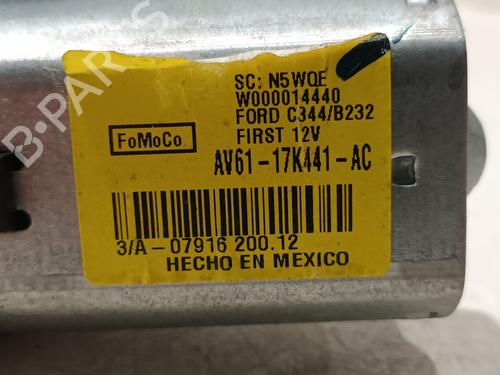 SC: N5WQE
W000014440
FORD C344/B232
FIRST 12V
FoMoCo
AV61-17K441-AC
3/A-07916 200.12
HECHO EN MEXICO